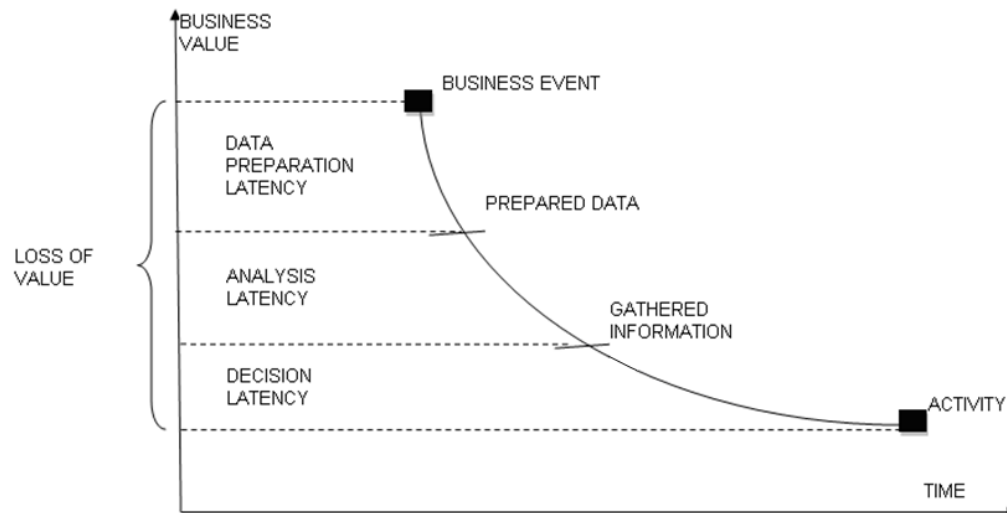 BUSINESS
VALUE
BUSINESS EVENT
DATA
PREPARATION
LATENCY
PREPARED DATA
LOSS OF
VALUE
ANALYSIS
LATENCY
GATHERED
INFORMATION
DECISION
LATENCY
ACTIVITY
TIME